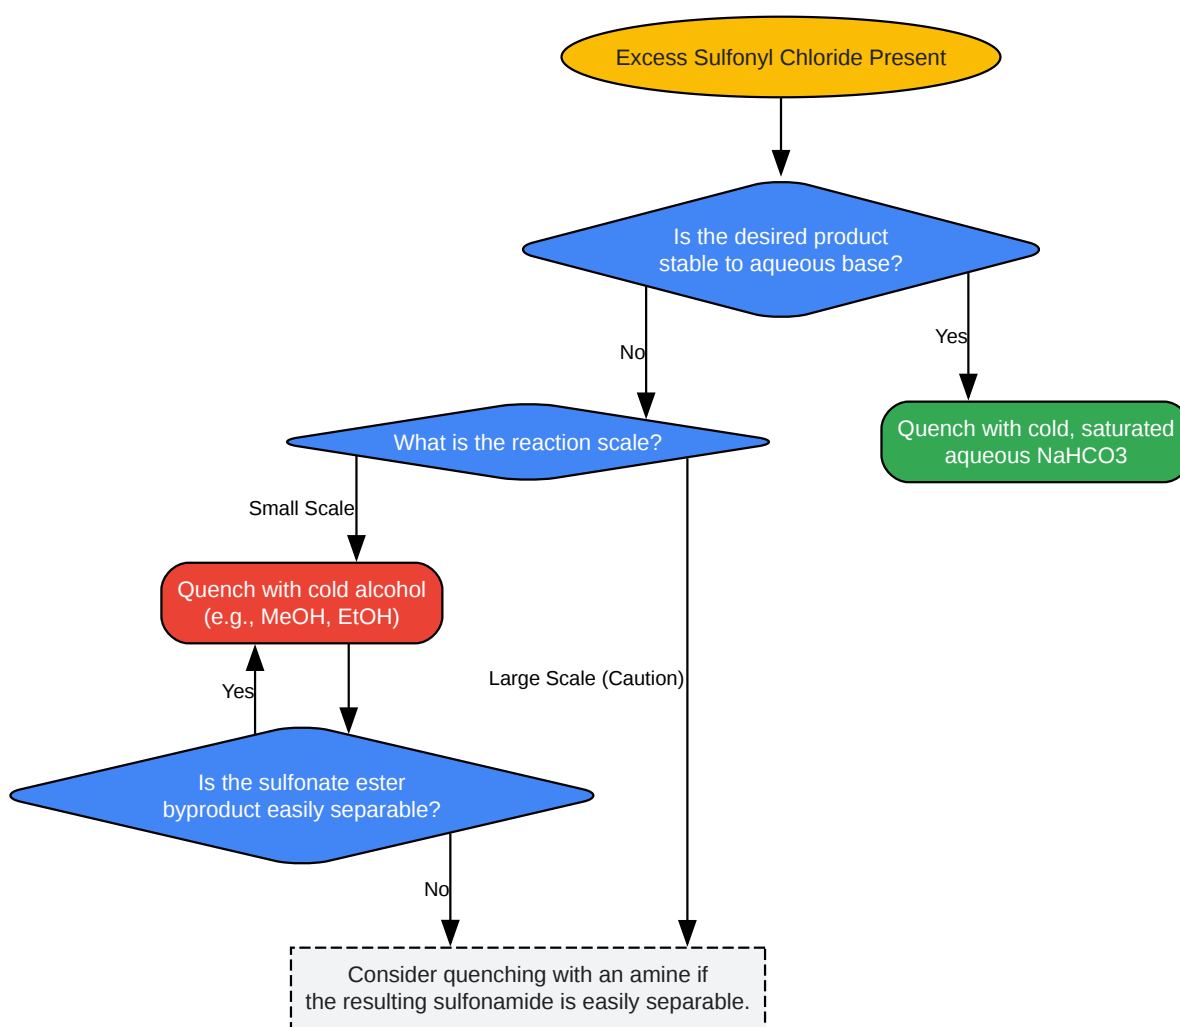 Excess Sulfonyl Chloride Present
Is the desired product
stable to aqueous base?
No
Yes
What is the reaction scale?
Quench with cold, saturated
aqueous NaHCO3
Small Scale
Quench with cold alcohol
(e.g., MeOH, EtOH)
Yes
Large Scale (Caution)
Is the sulfonate ester
byproduct easily separable?
No
Consider quenching with an amine if
the resulting sulfonamide is easily separable.